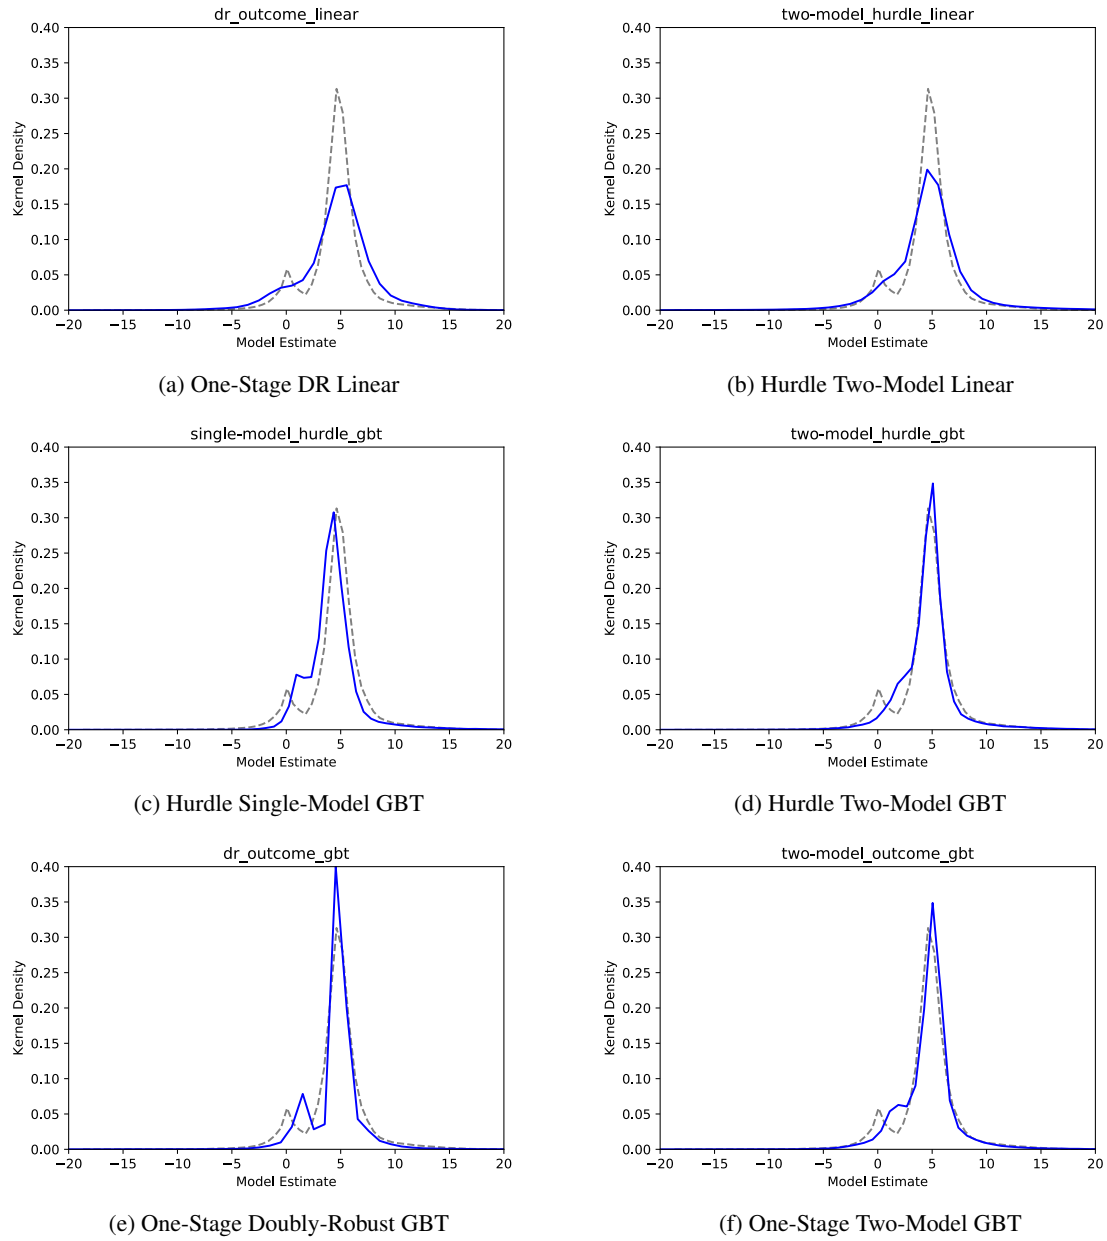 dr_outcome_linear
0.40
0.35
0.30
0.25
0.20
0.15
0.10
0.05
0.00
Kernel Density
−20 −15 −10 −5 0 5 10 15 20
Model Estimate
(a) One-Stage DR Linear
two-model_hurdle_linear
0.40
0.35
0.30
0.25
0.20
0.15
0.10
0.05
0.00
Kernel Density
−20 −15 −10 −5 0 5 10 15 20
Model Estimate
(b) Hurdle Two-Model Linear
single-model_hurdle_gbt
0.40
0.35
0.30
0.25
0.20
0.15
0.10
0.05
0.00
Kernel Density
−20 −15 −10 −5 0 5 10 15 20
Model Estimate
(c) Hurdle Single-Model GBT
two-model_hurdle_gbt
0.40
0.35
0.30
0.25
0.20
0.15
0.10
0.05
0.00
Kernel Density
−20 −15 −10 −5 0 5 10 15 20
Model Estimate
(d) Hurdle Two-Model GBT
dr_outcome_gbt
0.40
0.35
0.30
0.25
0.20
0.15
0.10
0.05
0.00
Kernel Density
−20 −15 −10 −5 0 5 10 15 20
Model Estimate
(e) One-Stage Doubly-Robust GBT
two-model_outcome_gbt
0.40
0.35
0.30
0.25
0.20
0.15
0.10
0.05
0.00
Kernel Density
−20 −15 −10 −5 0 5 10 15 20
Model Estimate
(f) One-Stage Two-Model GBT